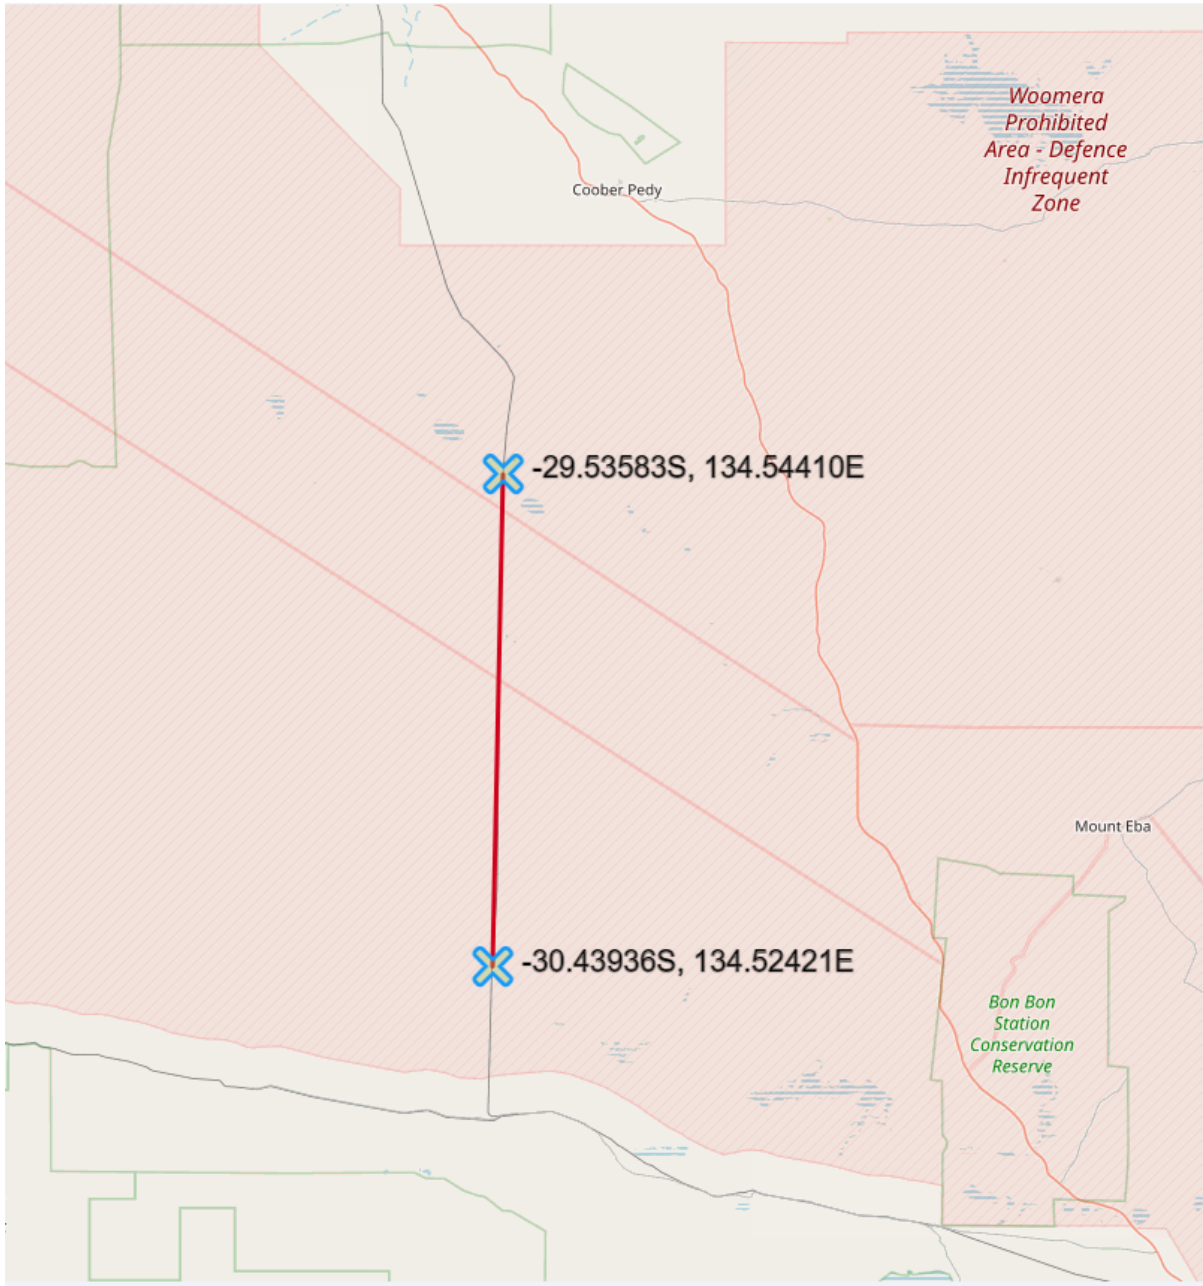 Woomera
Prohibited
Area - Defence
Infrequent
Zone
Coober Pedy
-29.53583S, 134.54410E
Mount Eba
-30.43936S, 134.52421E
Bon Bon
Station
Conservation
Reserve